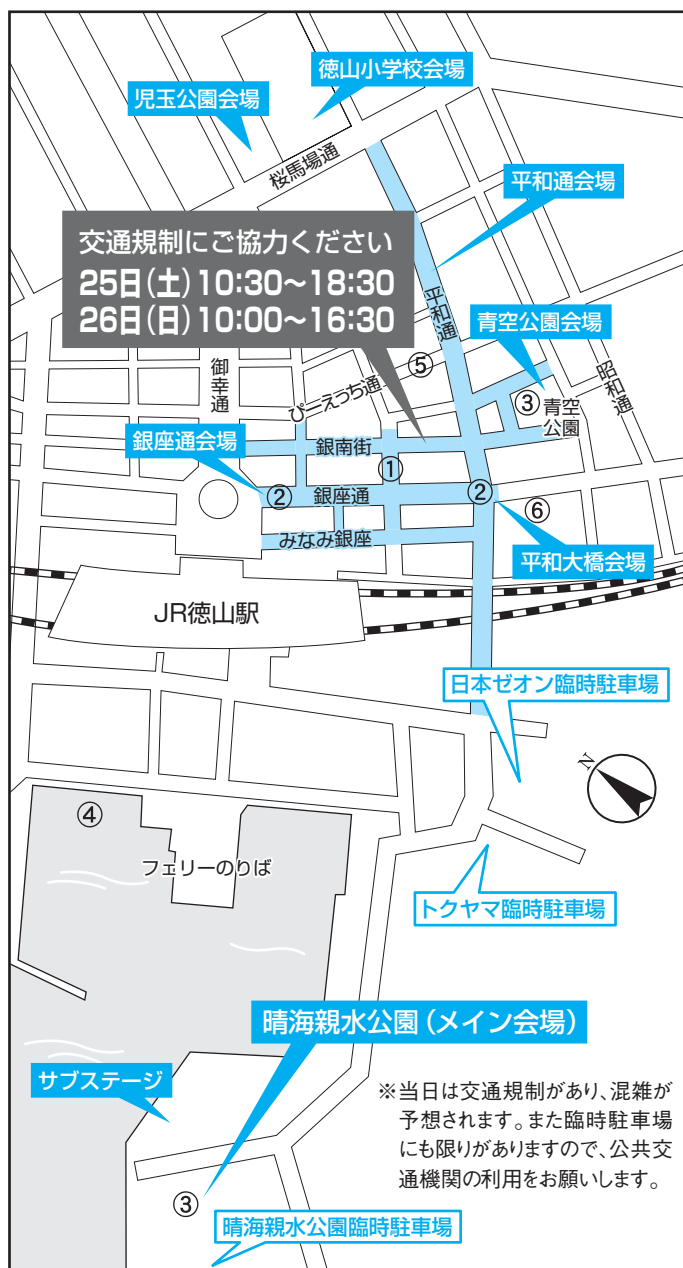 徳山小学校会場
児玉公園会場
桜馬場通
平和通会場
交通規制にご協力ください
25日(土)10:30〜18:30
26日(日)10:00〜16:30
平和通
青空公園会場
御幸通
ぴーえっち通
⑤
③
青空
公園
昭和通
銀座通会場
銀南街
①
②
銀座通
②
⑥
みなみ銀座
平和大橋会場
JR徳山駅
日本ゼオン臨時駐車場
N
④
フェリーのりば
トクヤマ臨時駐車場
晴海親水公園(メイン会場)
サブステージ
※当日は交通規制があり、混雑が
予想されます。また臨時駐車場
にも限りがありますので、公共交
通機関の利用をお願いします。
③
晴海親水公園臨時駐車場